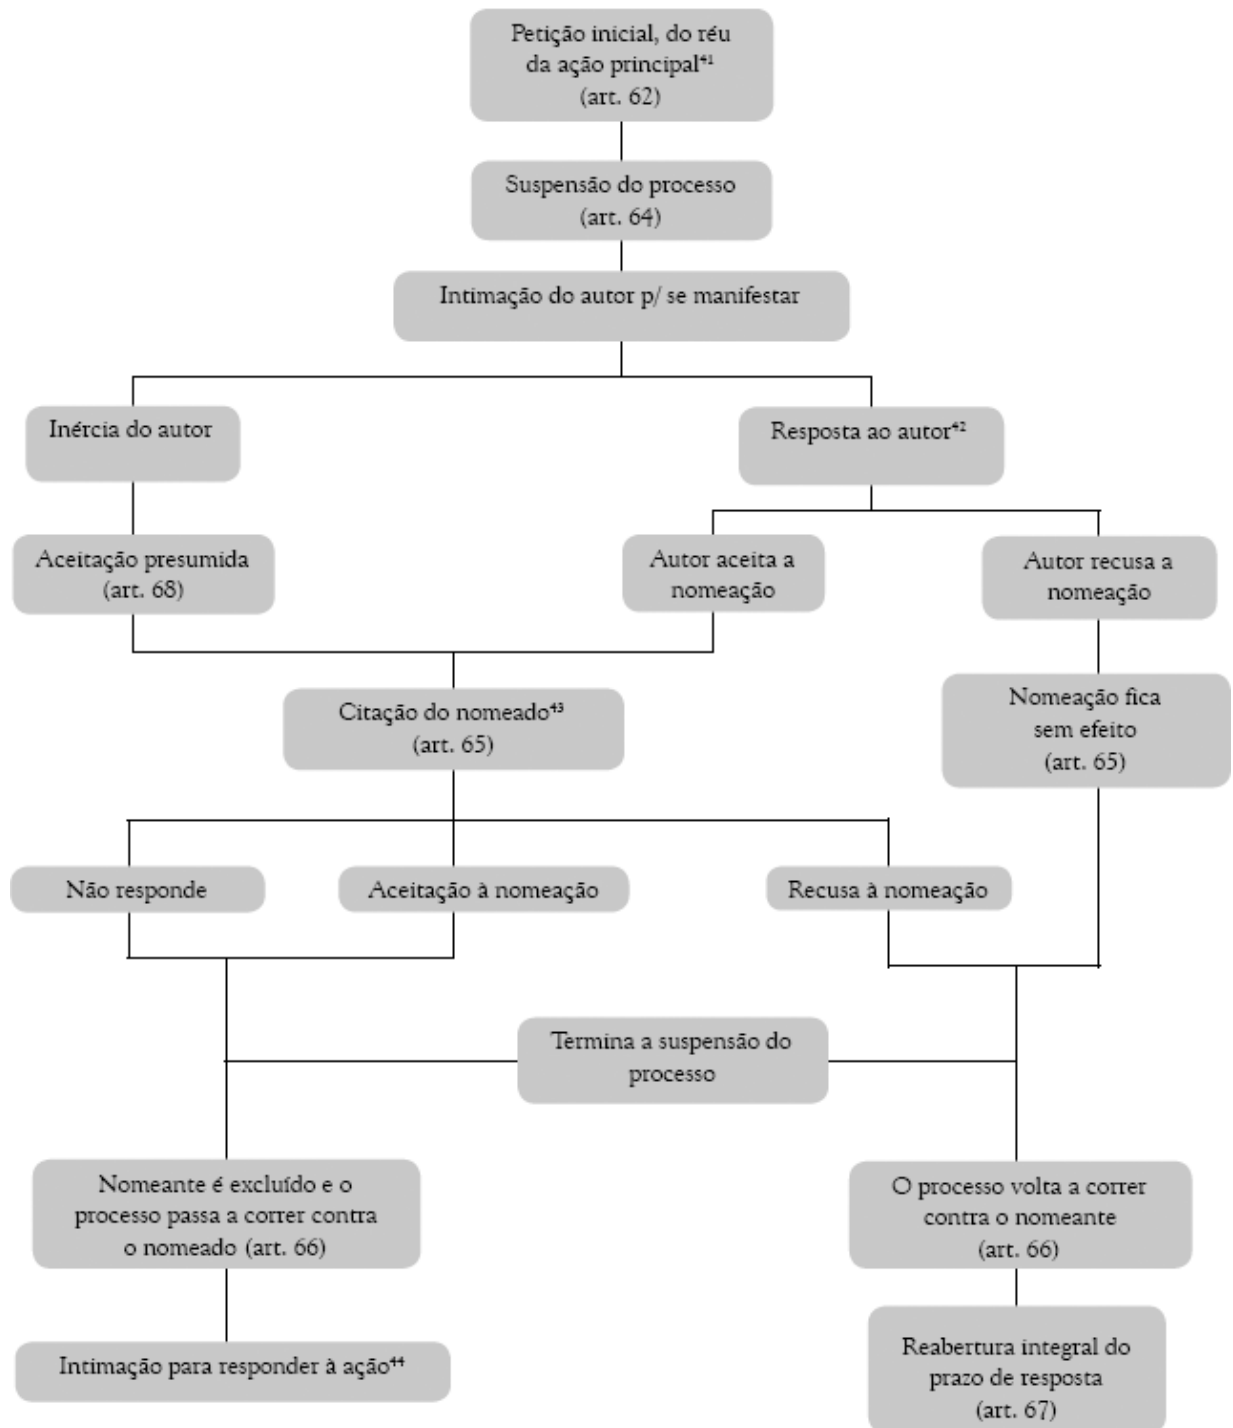 Petição inicial, do réu
da ação principal⁴¹
(art. 62)
Suspensão do processo
(art. 64)
Intimação do autor p/ se manifestar
Inércia do autor
Resposta ao autor⁴²
Aceitação presumida
(art. 68)
Autor aceita a
nomeação
Autor recusa a
nomeação
Citação do nomeado⁴³
(art. 65)
Nomeação fica
sem efeito
(art. 65)
Não responde
Aceitação à nomeação
Recusa à nomeação
Termina a suspensão do
processo
Nomeante é excluído e o
processo passa a correr contra
o nomeado (art. 66)
O processo volta a correr
contra o nomeante
(art. 66)
Intimação para responder à ação⁴⁴
Reabertura integral do
prazo de resposta
(art. 67)